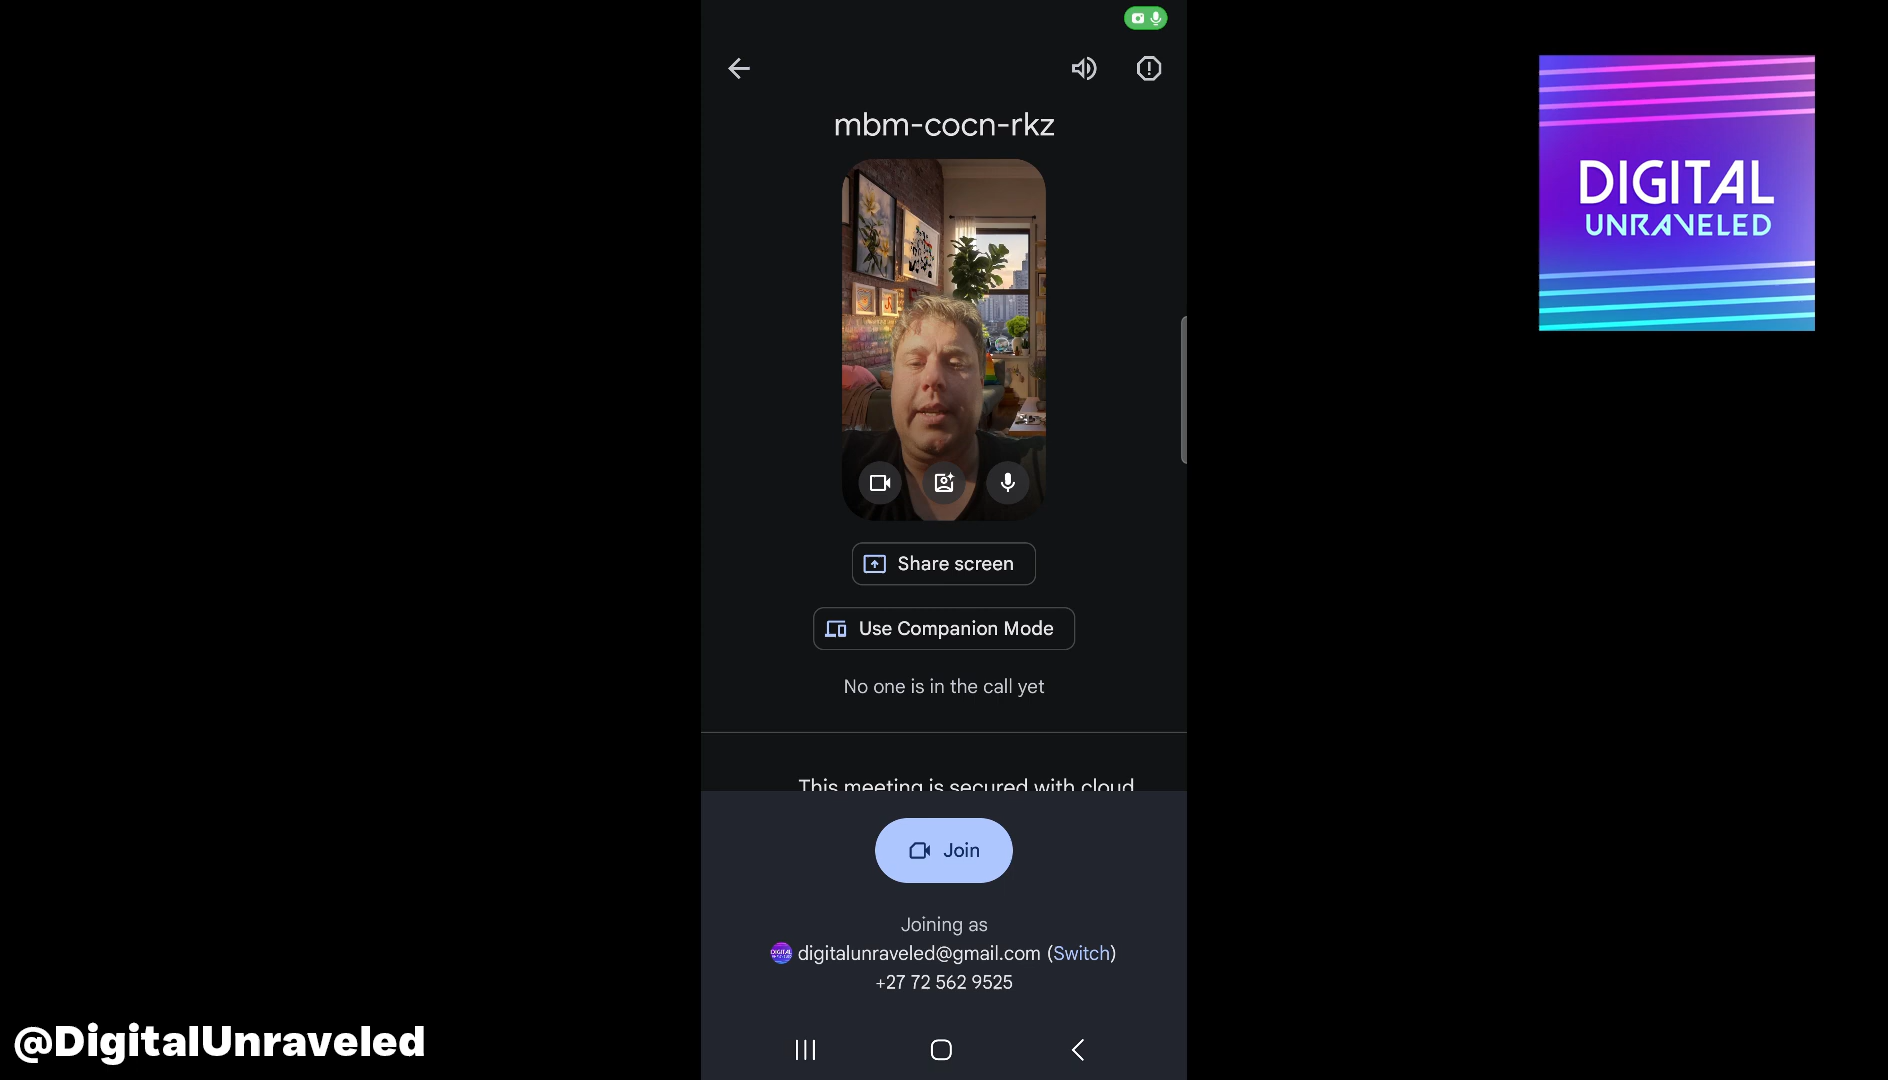 mbm-cocn-rkz
DIGITAL
UNRAVELED
Share screen
Use Companion Mode
No one is in the call yet
This meeting is secured with cloud
Join
Joining as
digitalunraveled@gmail.com (Switch)
+27 72 562 9525
@DigitalUnraveled